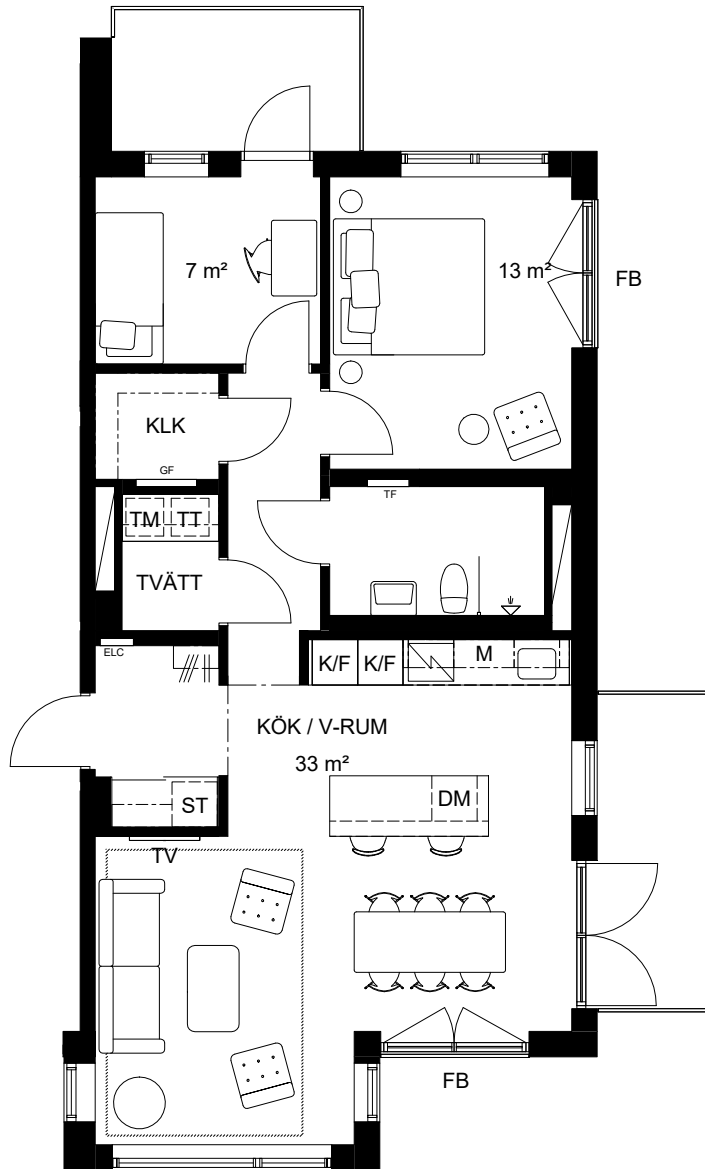 7 m²
13 m²
FB
KLK
GF
TF
TM
TT
TVÄTT
ELC
K/F
K/F
M
KÖK / V-RUM
33 m²
ST
DM
TV
FB